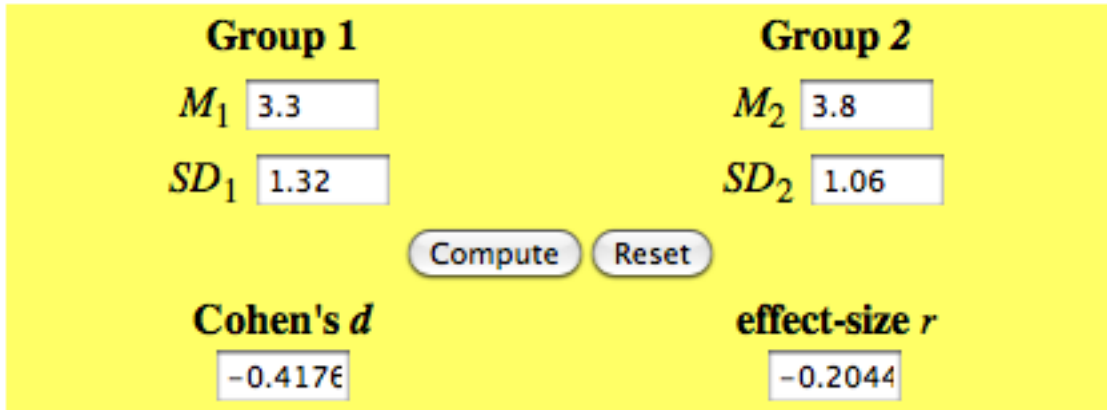 Group 1 Group 2
M1 3.3 M2 3.8
SD1 1.32 SD2 1.06
Compute Reset
Cohen's d effect-size r
-0.4176 -0.2044